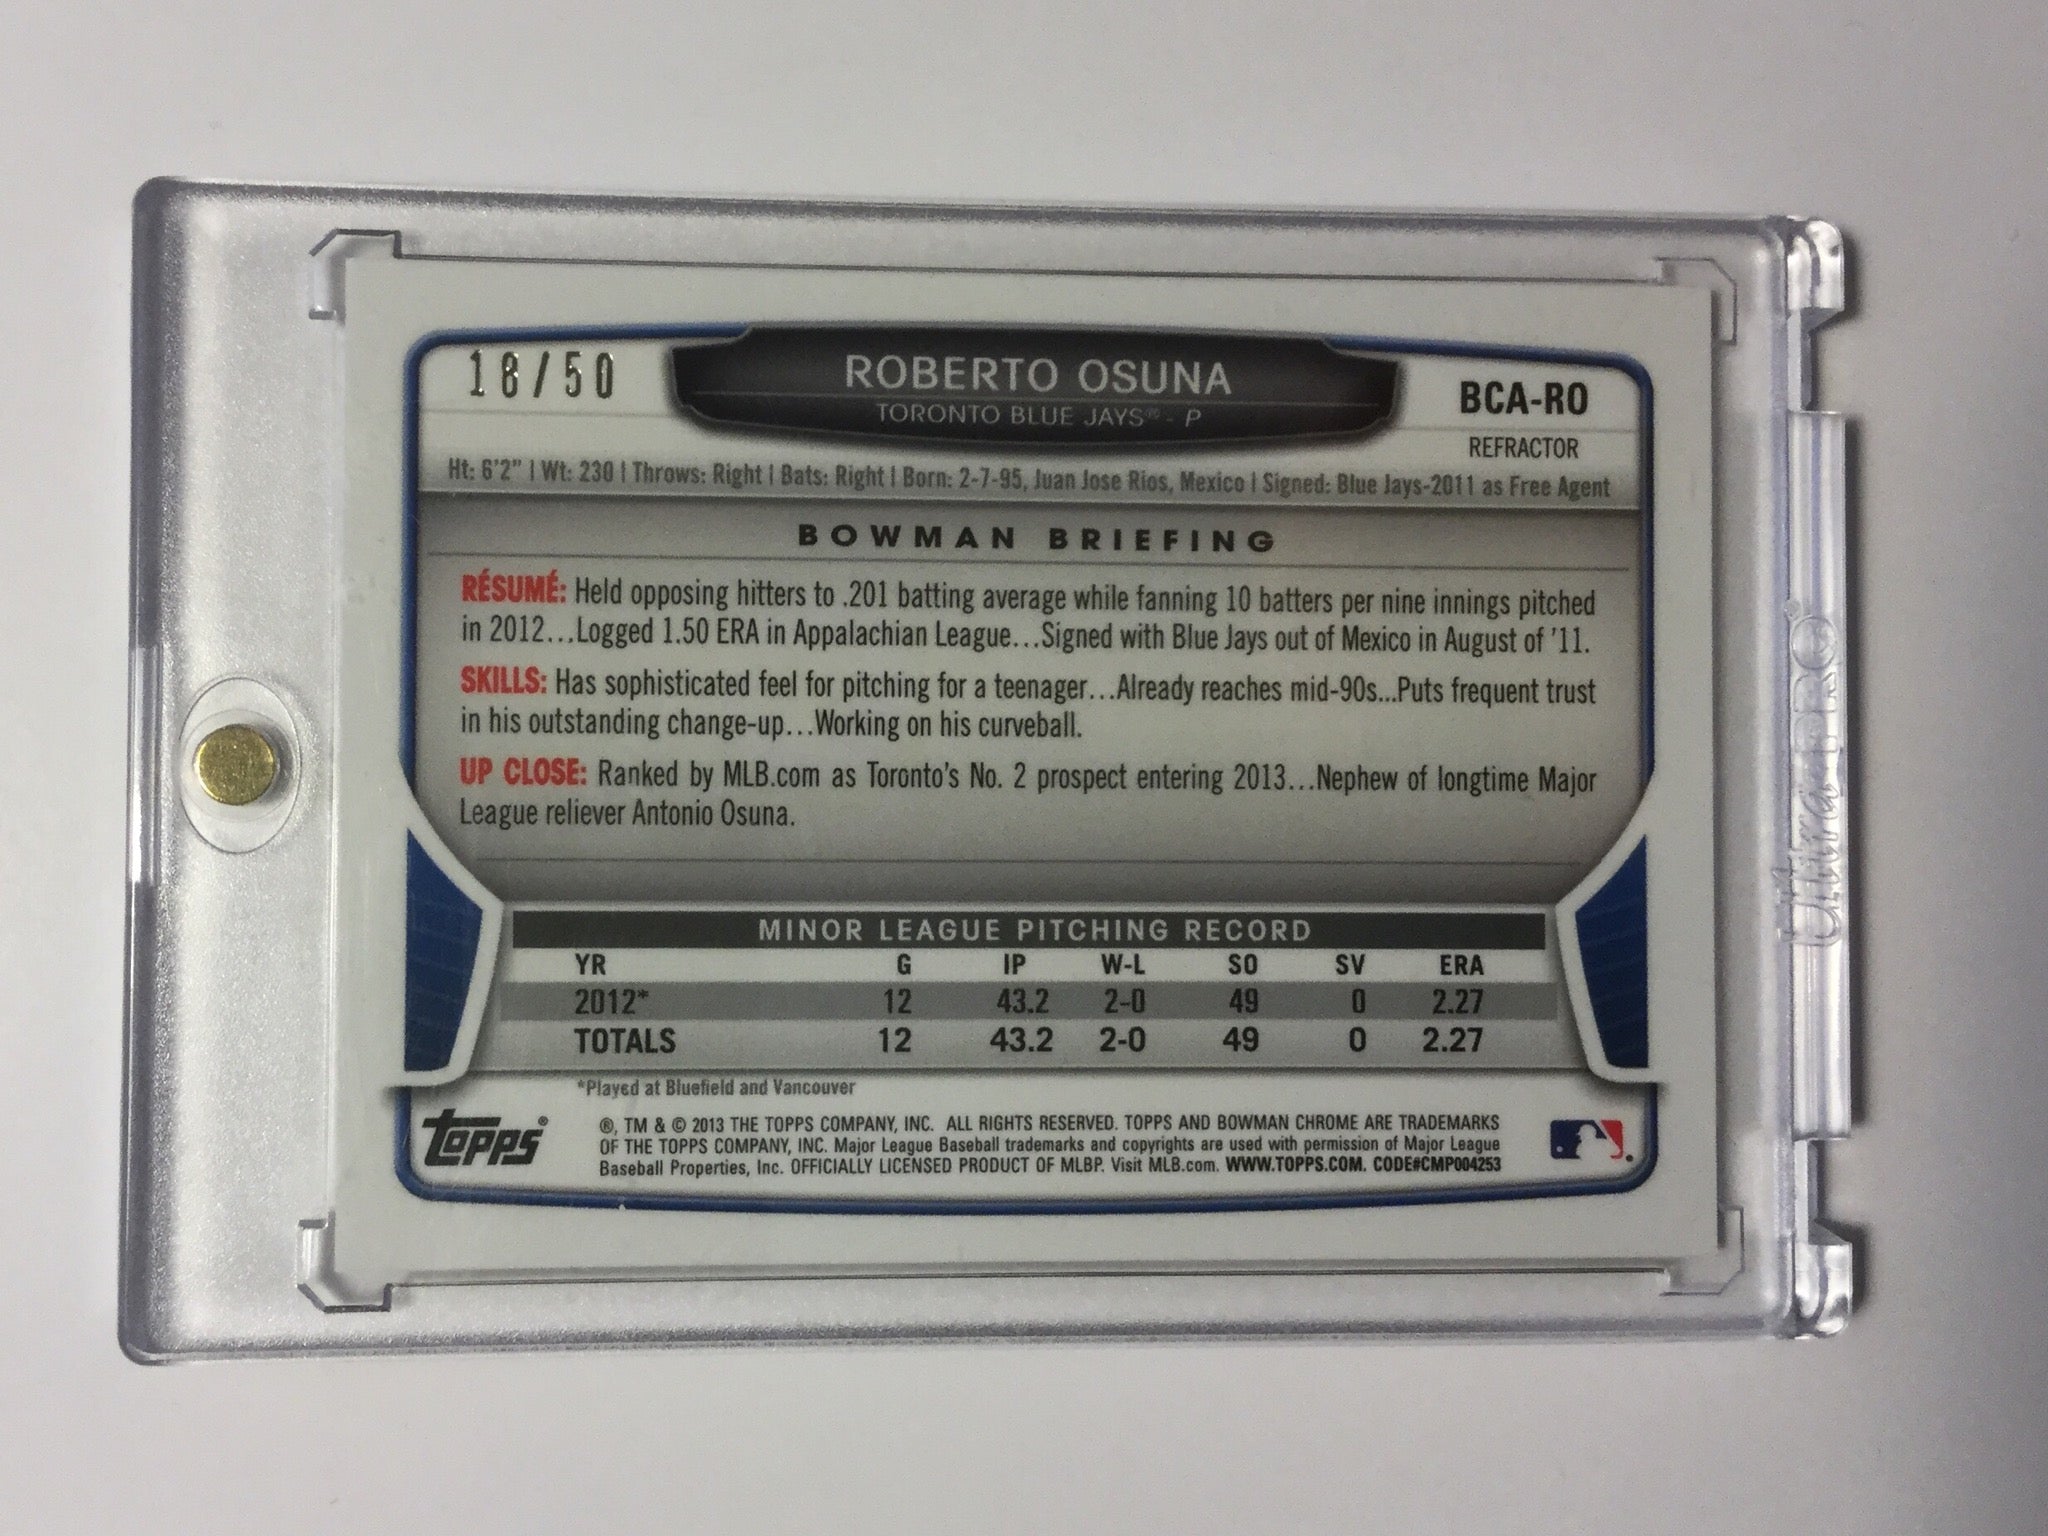 18/50
ROBERTO OSUNA
TORONTO BLUE JAYS® - P
BCA-RO
REFRACTOR
Ht: 6'2" | Wt: 230 | Throws: Right | Bats: Right | Born: 2-7-95, Juan Jose Rios, Mexico | Signed: Blue Jays-2011 as Free Agent
BOWMAN BRIEFING
RÉSUMÉ: Held opposing hitters to .201 batting average while fanning 10 batters per nine innings pitched
in 2012...Logged 1.50 ERA in Appalachian League...Signed with Blue Jays out of Mexico in August of '11.
SKILLS: Has sophisticated feel for pitching for a teenager...Already reaches mid-90s...Puts frequent trust
in his outstanding change-up...Working on his curveball.
UP CLOSE: Ranked by MLB.com as Toronto's No. 2 prospect entering 2013...Nephew of longtime Major
League reliever Antonio Osuna.
MINOR LEAGUE PITCHING RECORD
YR G IP W-L SO SV ERA
2012* 12 43.2 2-0 49 0 2.27
TOTALS 12 43.2 2-0 49 0 2.27
*Played at Bluefield and Vancouver
topps®
®, TM & © 2013 THE TOPPS COMPANY, INC. ALL RIGHTS RESERVED. TOPPS AND BOWMAN CHROME ARE TRADEMARKS
OF THE TOPPS COMPANY, INC. Major League Baseball trademarks and copyrights are used with permission of Major League
Baseball Properties, Inc. OFFICIALLY LICENSED PRODUCT OF MLBP. Visit MLB.com. WWW.TOPPS.COM. CODE#CMP004253
Ultra PRO®